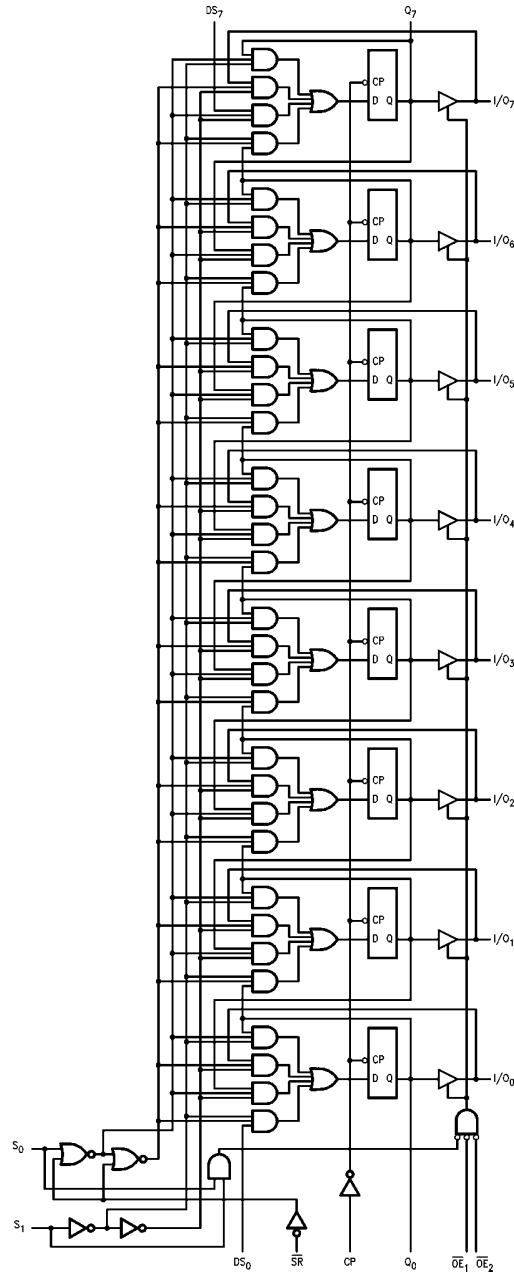 DS7 Q7
CP
D Q
I/O7
CP
D Q
I/O6
CP
D Q
I/O5
CP
D Q
I/O4
CP
D Q
I/O3
CP
D Q
I/O2
CP
D Q
I/O1
CP
D Q
I/O0
S0
S1
DS0 SR CP Q0 OE1 OE2